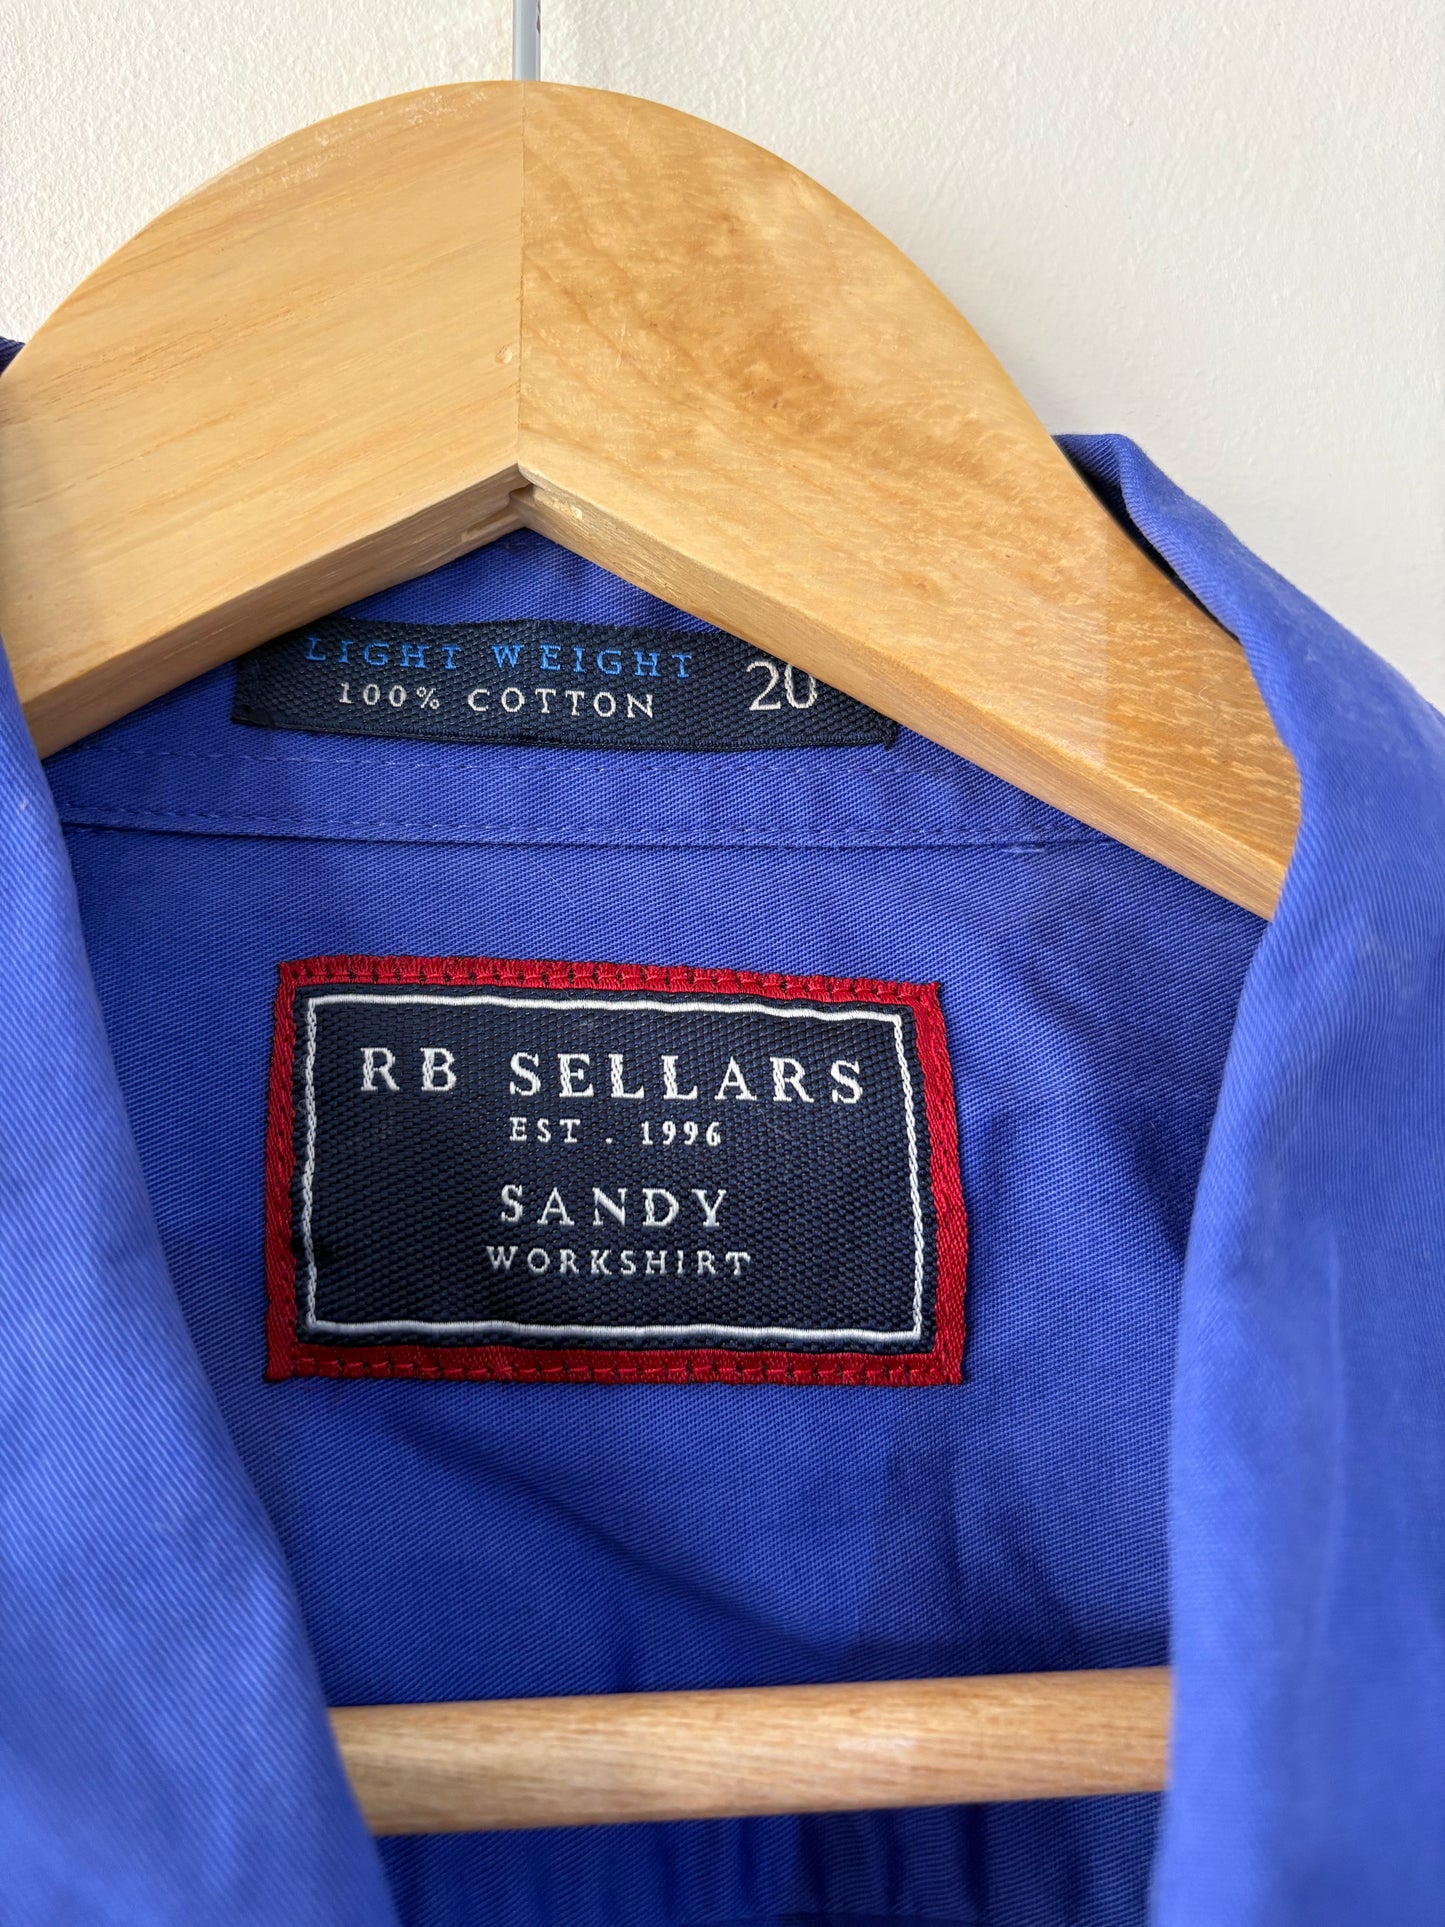 LIGHT WEIGHT
100% COTTON 20
RB SELLARS
EST . 1996
SANDY
WORKSHIRT